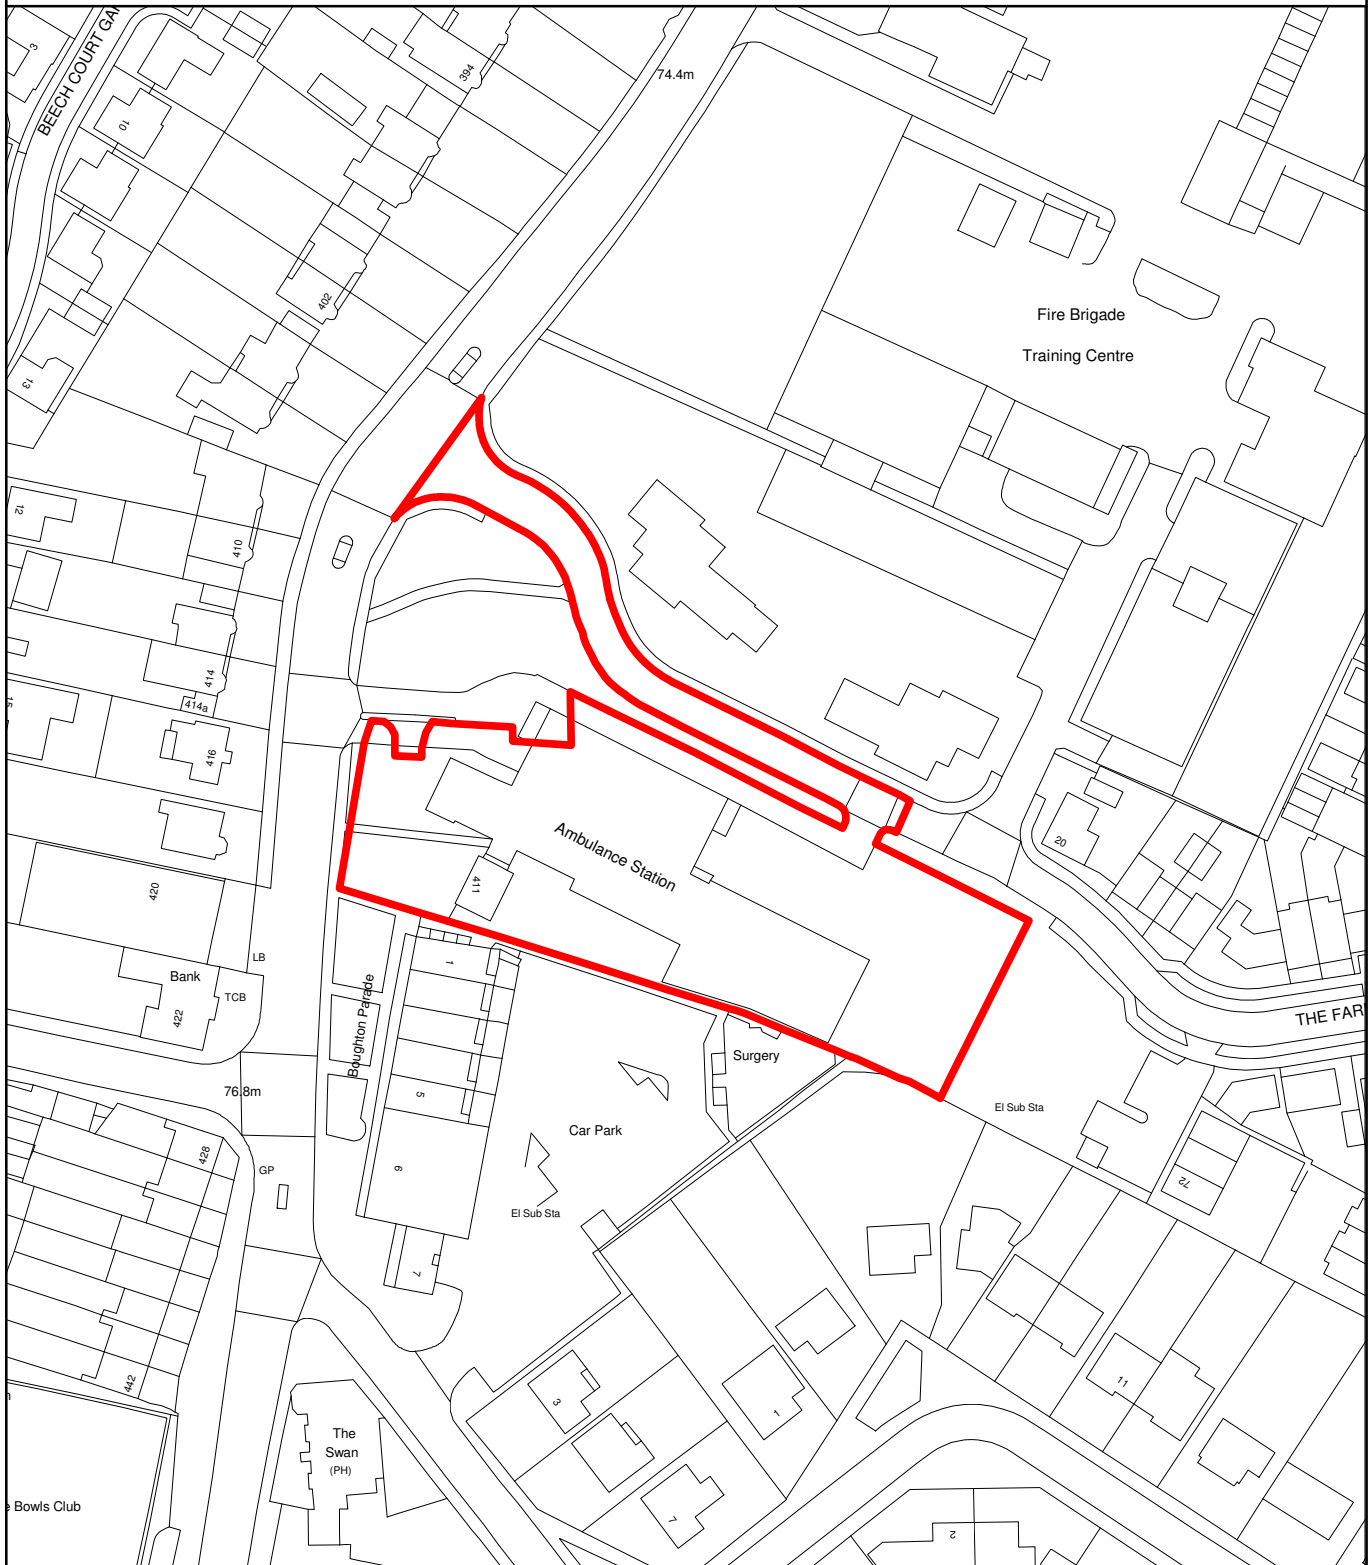 BEECH COURT GA
3
10
13
394
402
74.4m
Fire Brigade
Training Centre
12
410
414
414a
416
15
Ambulance Station
411
20
420
Bank
422
LB
TCB
Boughton Parade
1
5
6
7
Surgery
THE FAR
76.8m
Car Park
El Sub Sta
El Sub Sta
GP
428
442
72
The
Swan
(PH)
3
1
7
11
2
Bowls Club